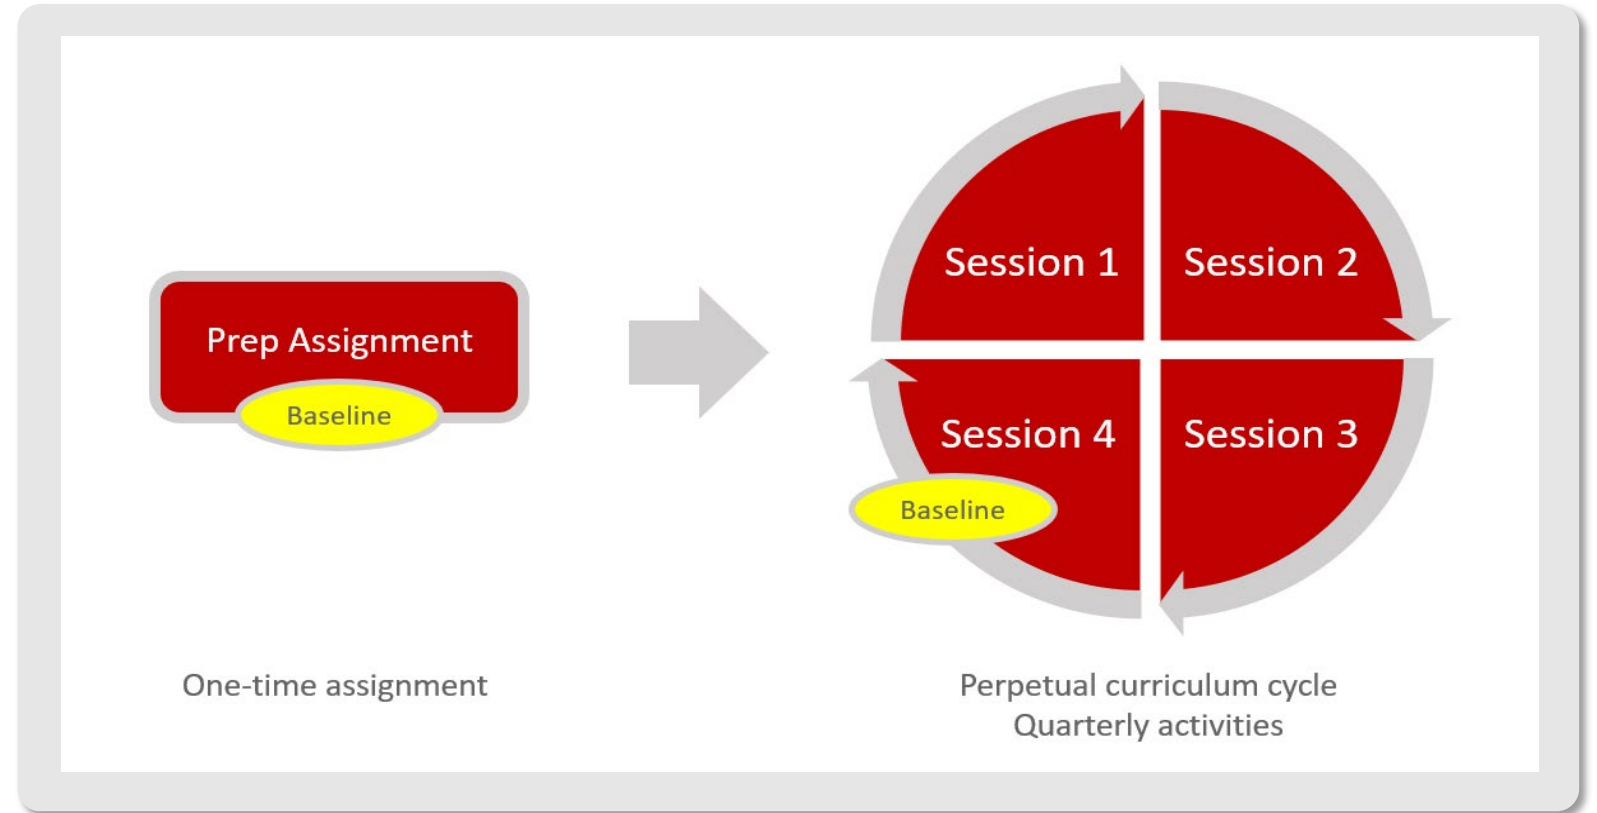 Prep Assignment
Baseline
One-time assignment
Session 1
Session 2
Session 4
Session 3
Baseline
Perpetual curriculum cycle
Quarterly activities